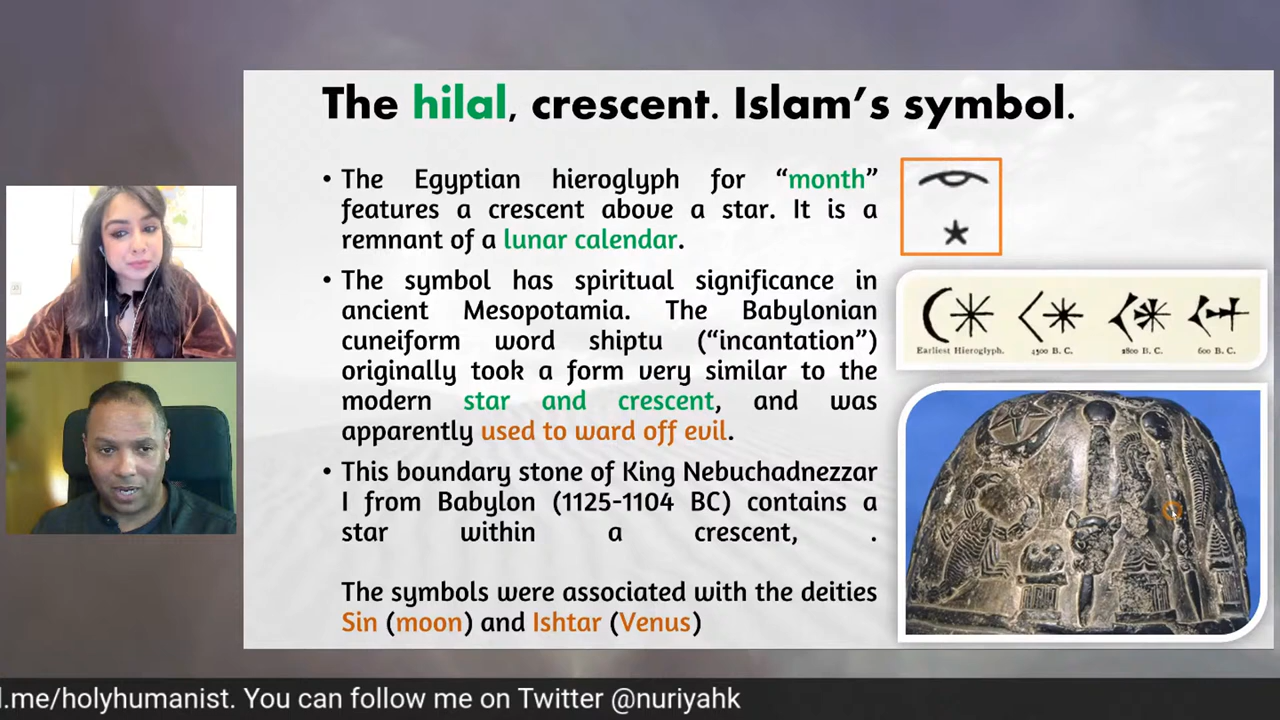 The hilal, crescent. Islam's symbol.
• The Egyptian hieroglyph for "month"
features a crescent above a star. It is a
remnant of a lunar calendar.
• The symbol has spiritual significance in
ancient Mesopotamia. The Babylonian
cuneiform word shiptu ("incantation")
originally took a form very similar to the
modern star and crescent, and was
apparently used to ward off evil.
• This boundary stone of King Nebuchadnezzar
I from Babylon (1125-1104 BC) contains a
star within a crescent, .
The symbols were associated with the deities
Sin (moon) and Ishtar (Venus)
Earliest Hieroglyph. 4500 B. C. 2800 B. C. 600 B. C.
l.me/holyhumanist. You can follow me on Twitter @nuriyahk